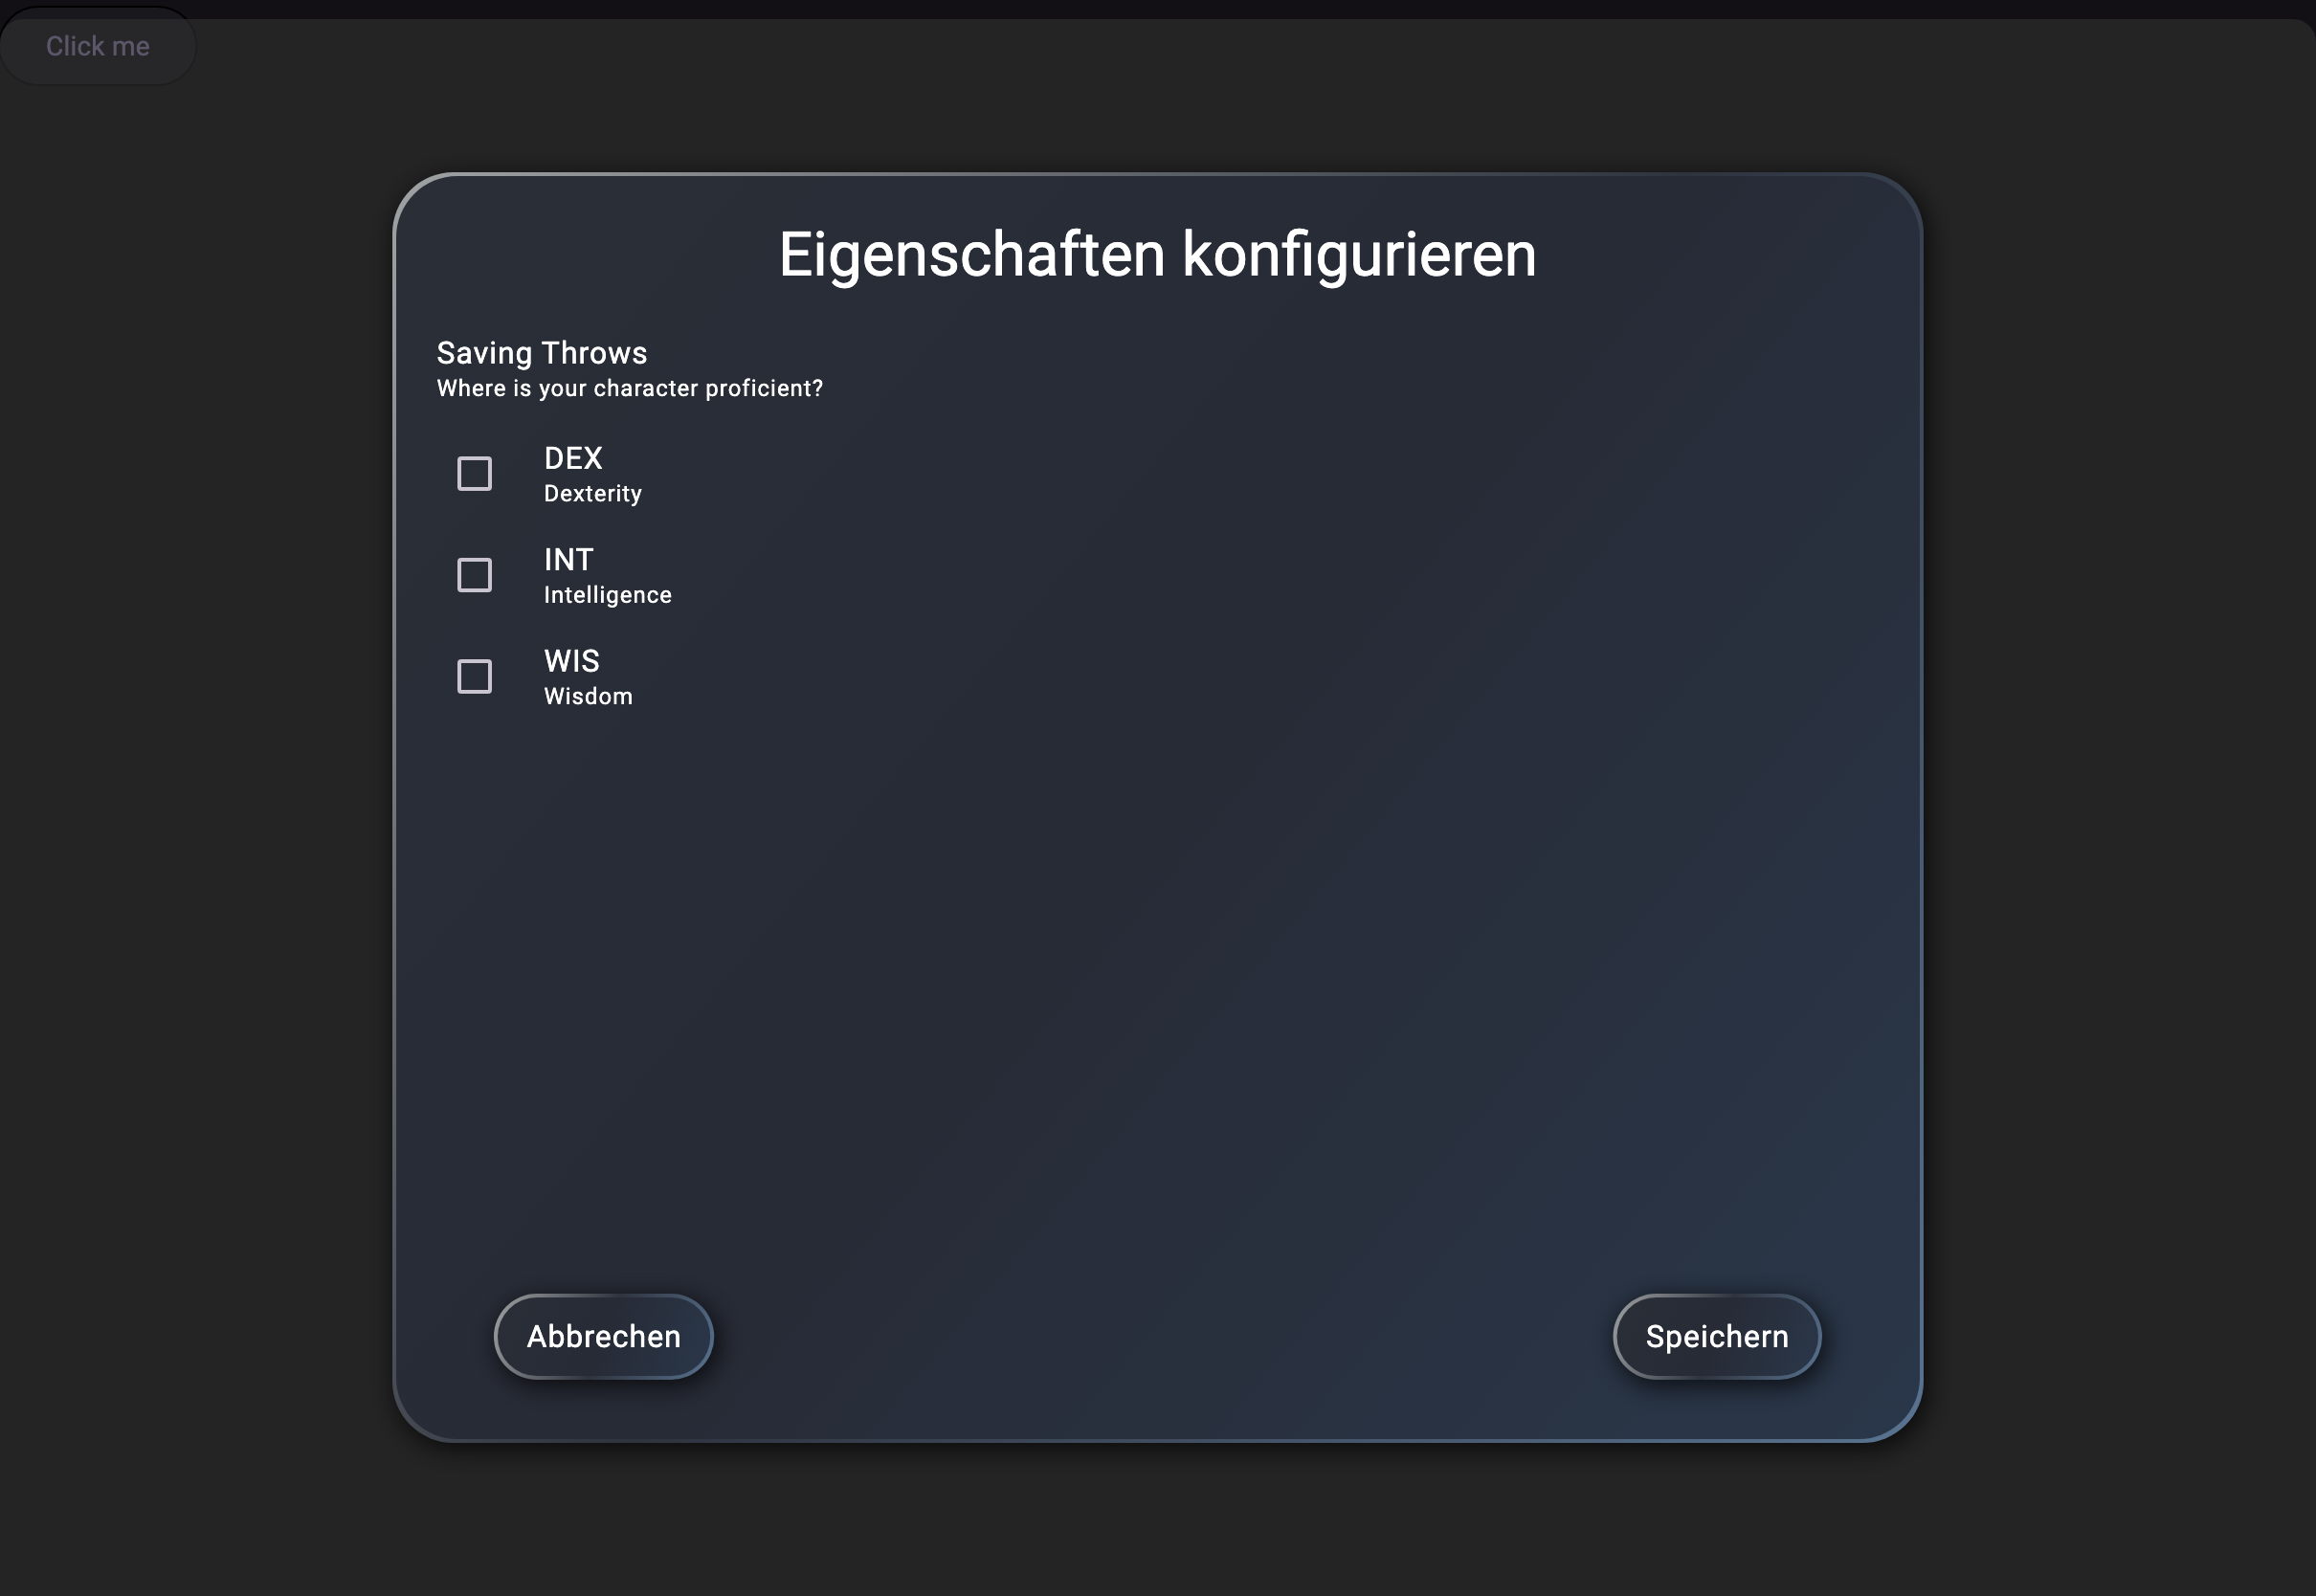 Click me
Eigenschaften konfigurieren
Saving Throws
Where is your character proficient?
DEX
Dexterity
INT
Intelligence
WIS
Wisdom
Abbrechen
Speichern